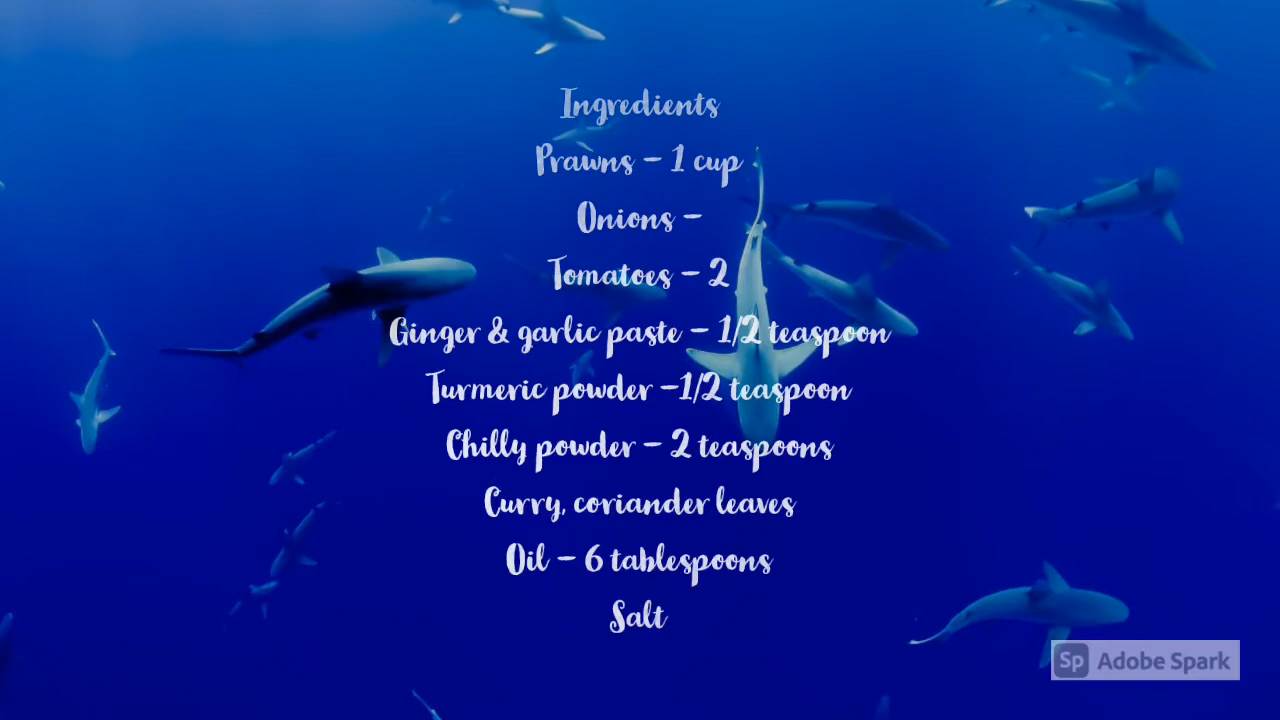 Ingredients
Prawns - 1 cup
Onions -
Tomatoes - 2
Ginger & garlic paste - 1/2 teaspoon
Turmeric powder -1/2 teaspoon
Chilly powder - 2 teaspoons
Curry, coriander leaves
Oil - 6 tablespoons
Salt
Sp Adobe Spark